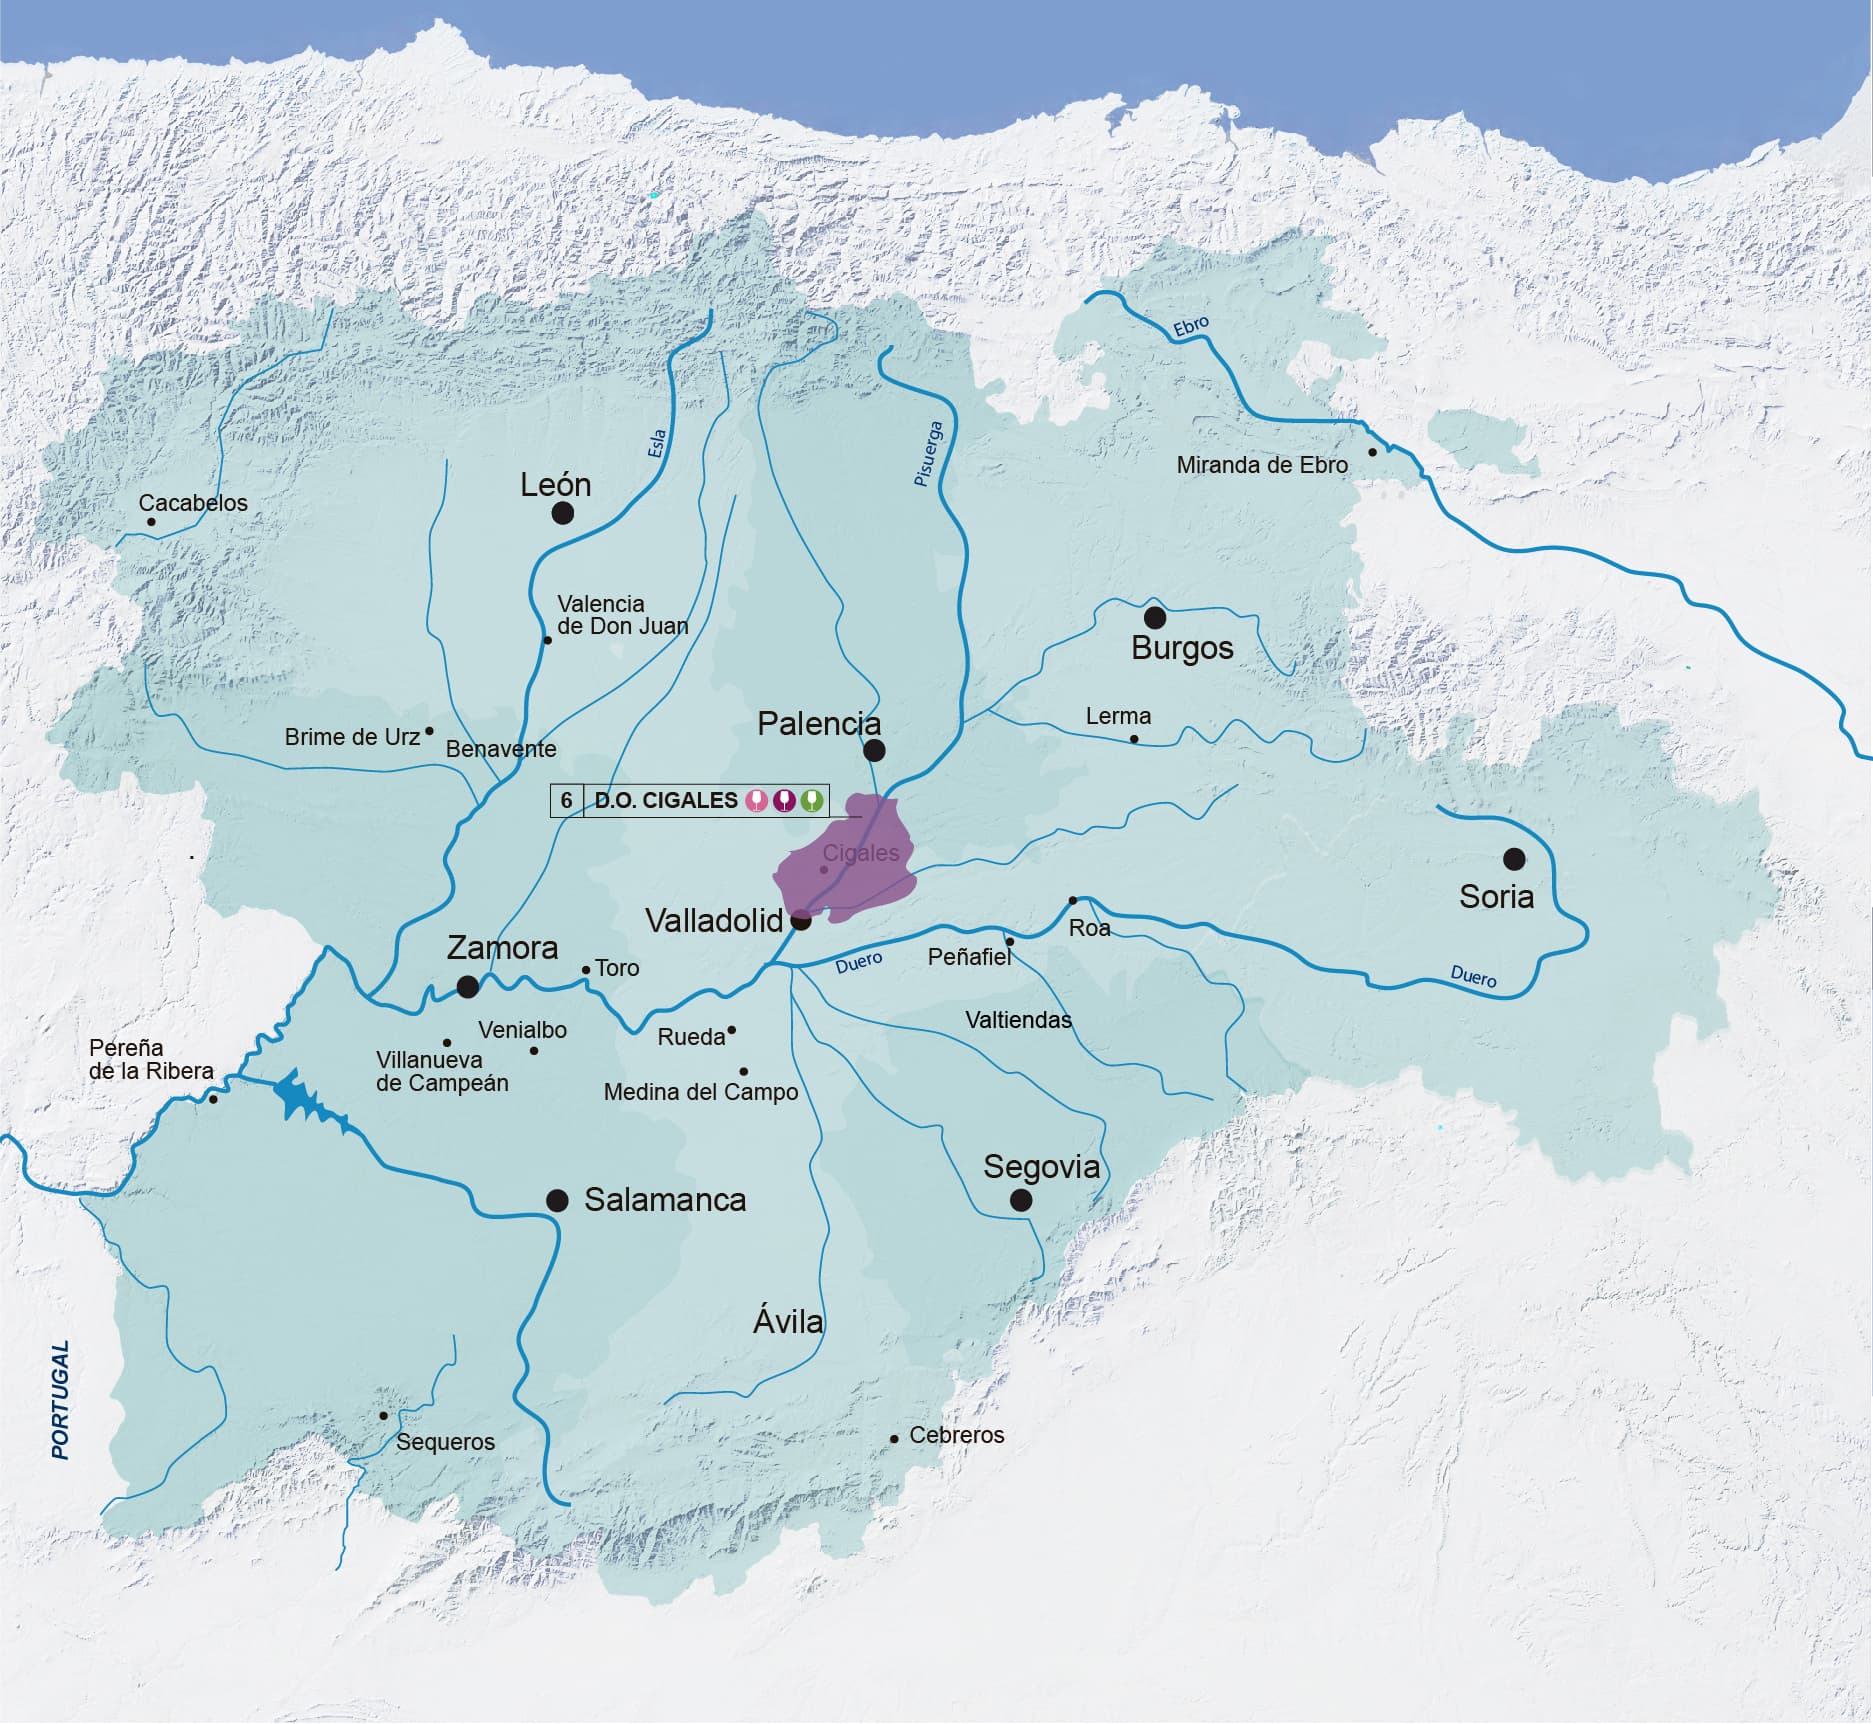 Ebro
Esla
Pisuerga
Miranda de Ebro
León
Cacabelos
Valencia
de Don Juan
Burgos
Palencia
Lerma
Brime de Urz
Benavente
6 D.O. CIGALES
Cigales
Soria
Valladolid
Zamora
Roa
Toro
Peñafiel
Duero
Duero
Valtiendas
Venialbo
Rueda
Pereña
de la Ribera
Villanueva
de Campeán
Medina del Campo
Segovia
Salamanca
Ávila
PORTUGAL
Sequeros
Cebreros